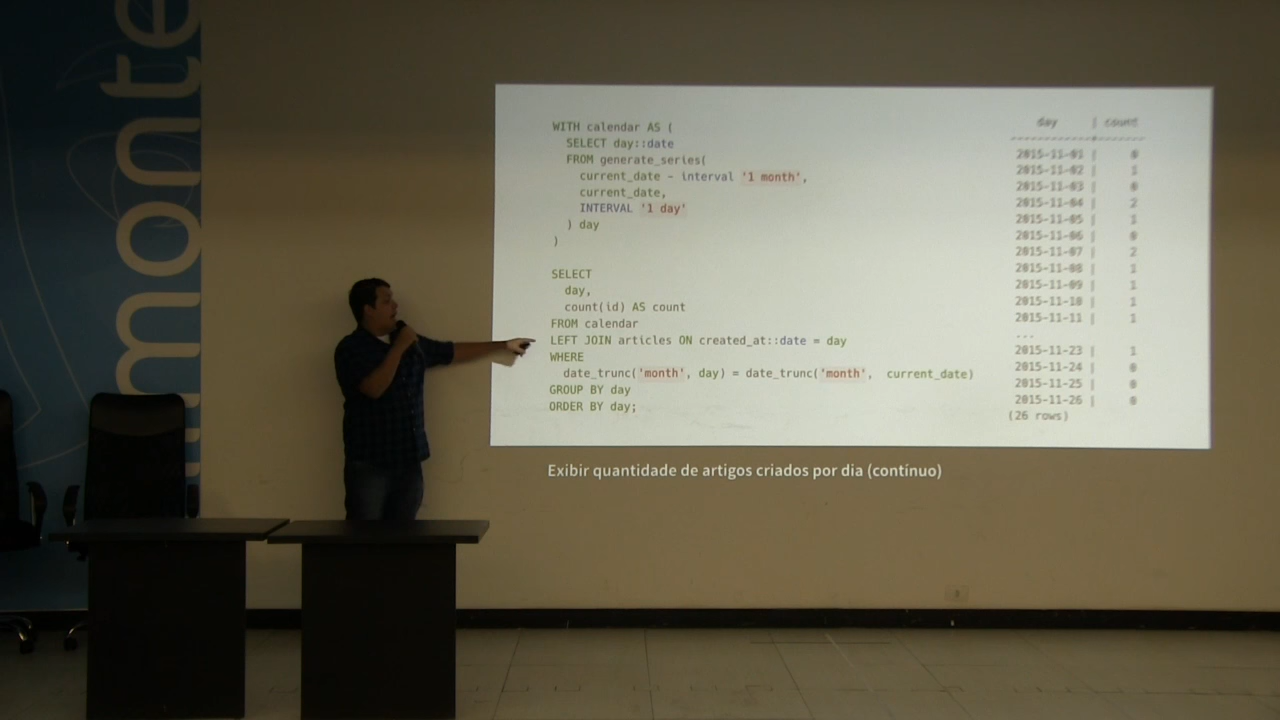 monte
WITH calendar AS (
SELECT day::date
FROM generate_series(
current_date - interval '1 month',
current_date,
INTERVAL '1 day'
) day
)
SELECT
day,
count(id) AS count
FROM calendar
LEFT JOIN articles ON created_at::date = day
WHERE
date_trunc('month', day) = date_trunc('month', current_date)
GROUP BY day
ORDER BY day;
day | count
2015-11-01 | 0
2015-11-02 | 1
2015-11-03 | 0
2015-11-04 | 2
2015-11-05 | 1
2015-11-06 | 0
2015-11-07 | 2
2015-11-08 | 1
2015-11-09 | 1
2015-11-10 | 1
2015-11-11 | 1
...
2015-11-23 | 1
2015-11-24 | 0
2015-11-25 | 0
2015-11-26 | 0
(26 rows)
Exibir quantidade de artigos criados por dia (contínuo)